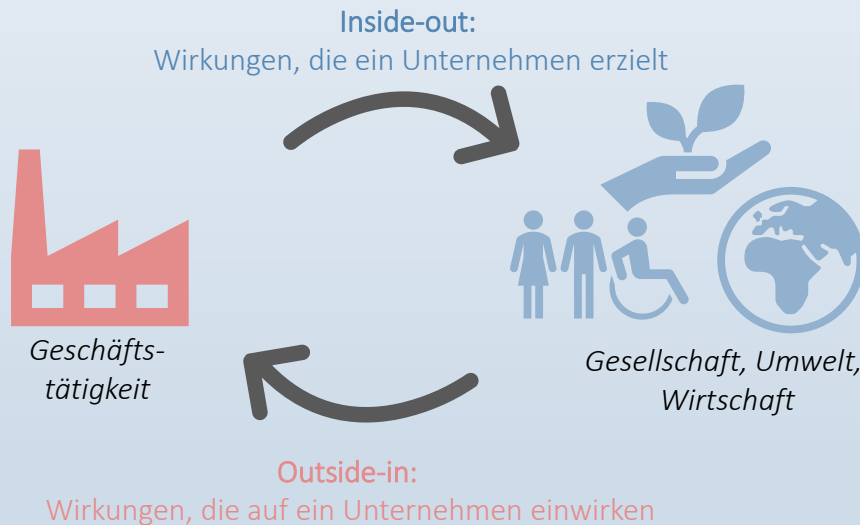 Inside-out:
Wirkungen, die ein Unternehmen erzielt
Geschäfts-
tätigkeit
Gesellschaft, Umwelt,
Wirtschaft
Outside-in:
Wirkungen, die auf ein Unternehmen einwirken